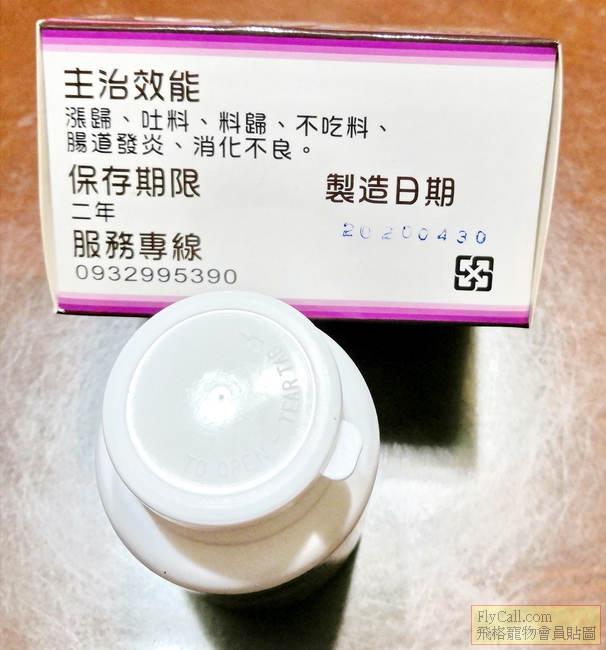 主治效能
漲歸、吐料、料歸、不吃料、
腸道發炎、消化不良。
保存期限
二年
製造日期
20200430
服務專線
0932995390
TO OPEN - TEAR TAB
FlyCall.com
飛格寵物會員貼圖